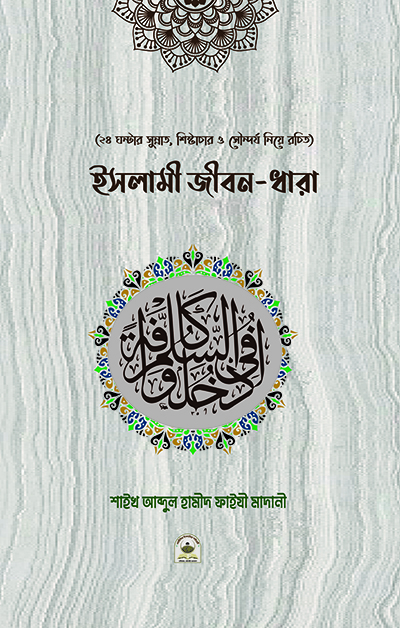 (২৪ ঘন্টার সুন্নাত, শিষ্টাচার ও সৌন্দর্য নিয়ে রচিত)
ইসলামী জীবন-ধারা
ادخلوا في السلم كافة
শাইখ আব্দুল হামীদ ফাইযী মাদানী